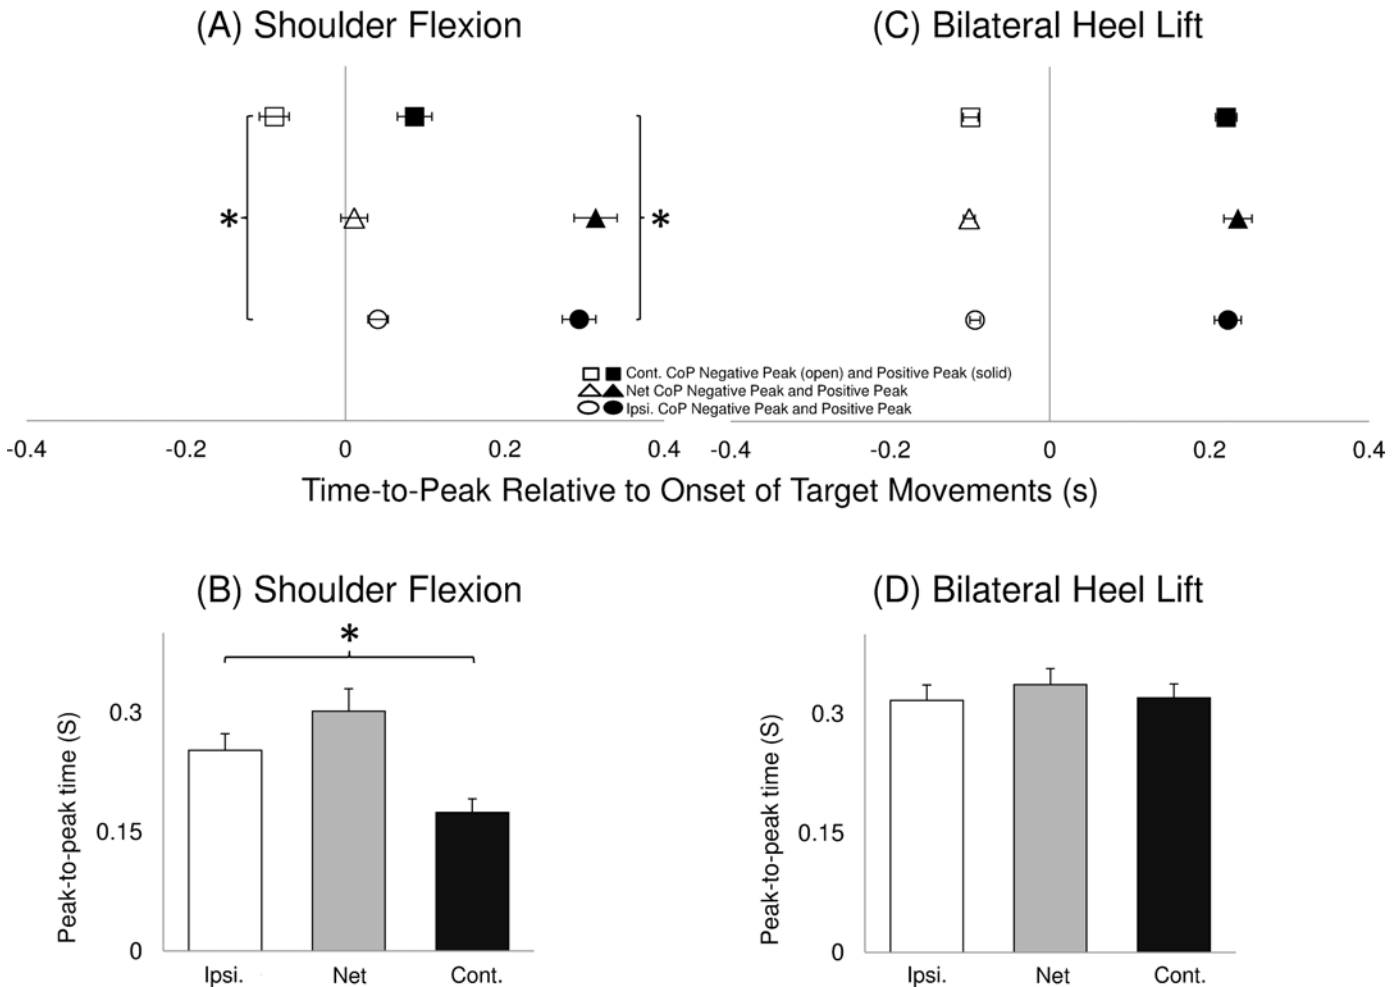 (A) Shoulder Flexion
(C) Bilateral Heel Lift
*
*
Cont. CoP Negative Peak (open) and Positive Peak (solid)
Net CoP Negative Peak and Positive Peak
Ipsi. CoP Negative Peak and Positive Peak
-0.4 -0.2 0 0.2 0.4
-0.4 -0.2 0 0.2 0.4
Time-to-Peak Relative to Onset of Target Movements (s)
(B) Shoulder Flexion
*
Peak-to-peak time (S)
0.3
0.15
0
Ipsi. Net Cont.
(D) Bilateral Heel Lift
Peak-to-peak time (S)
0.3
0.15
0
Ipsi. Net Cont.